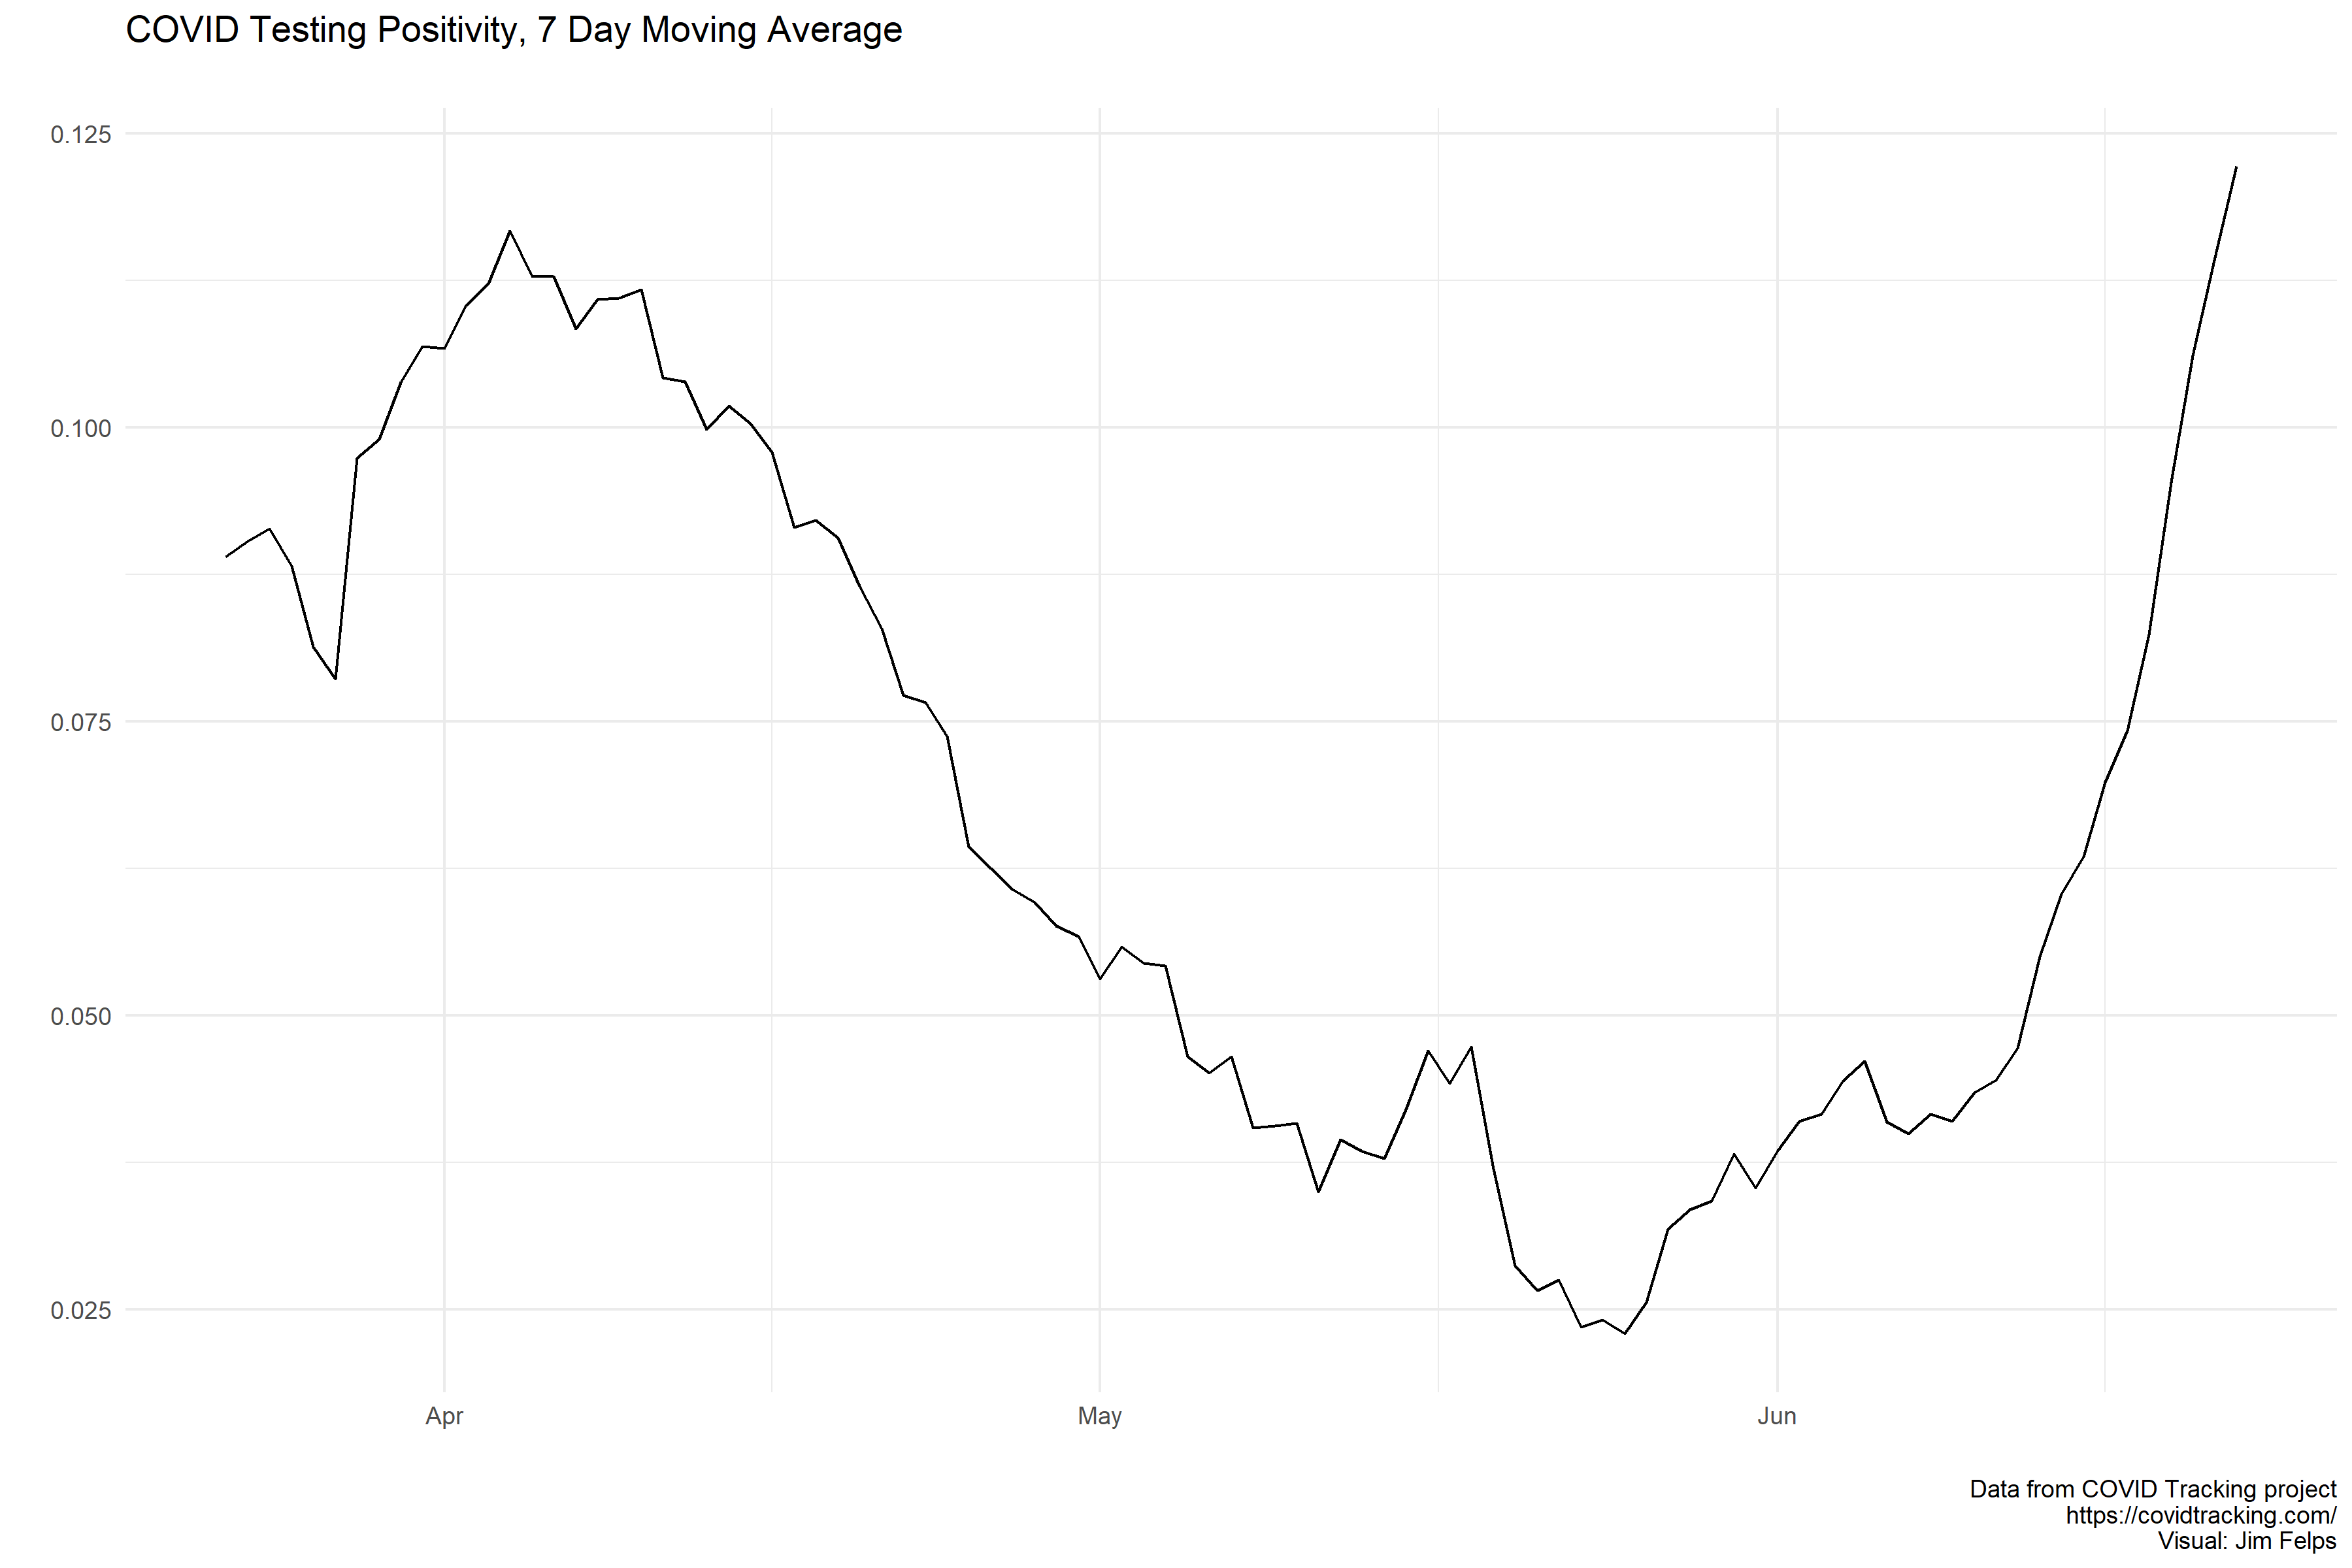 COVID Testing Positivity, 7 Day Moving Average
0.125
0.100
0.075
0.050
0.025
Apr
May
Jun
Data from COVID Tracking project
https://covidtracking.com/
Visual: Jim Felps